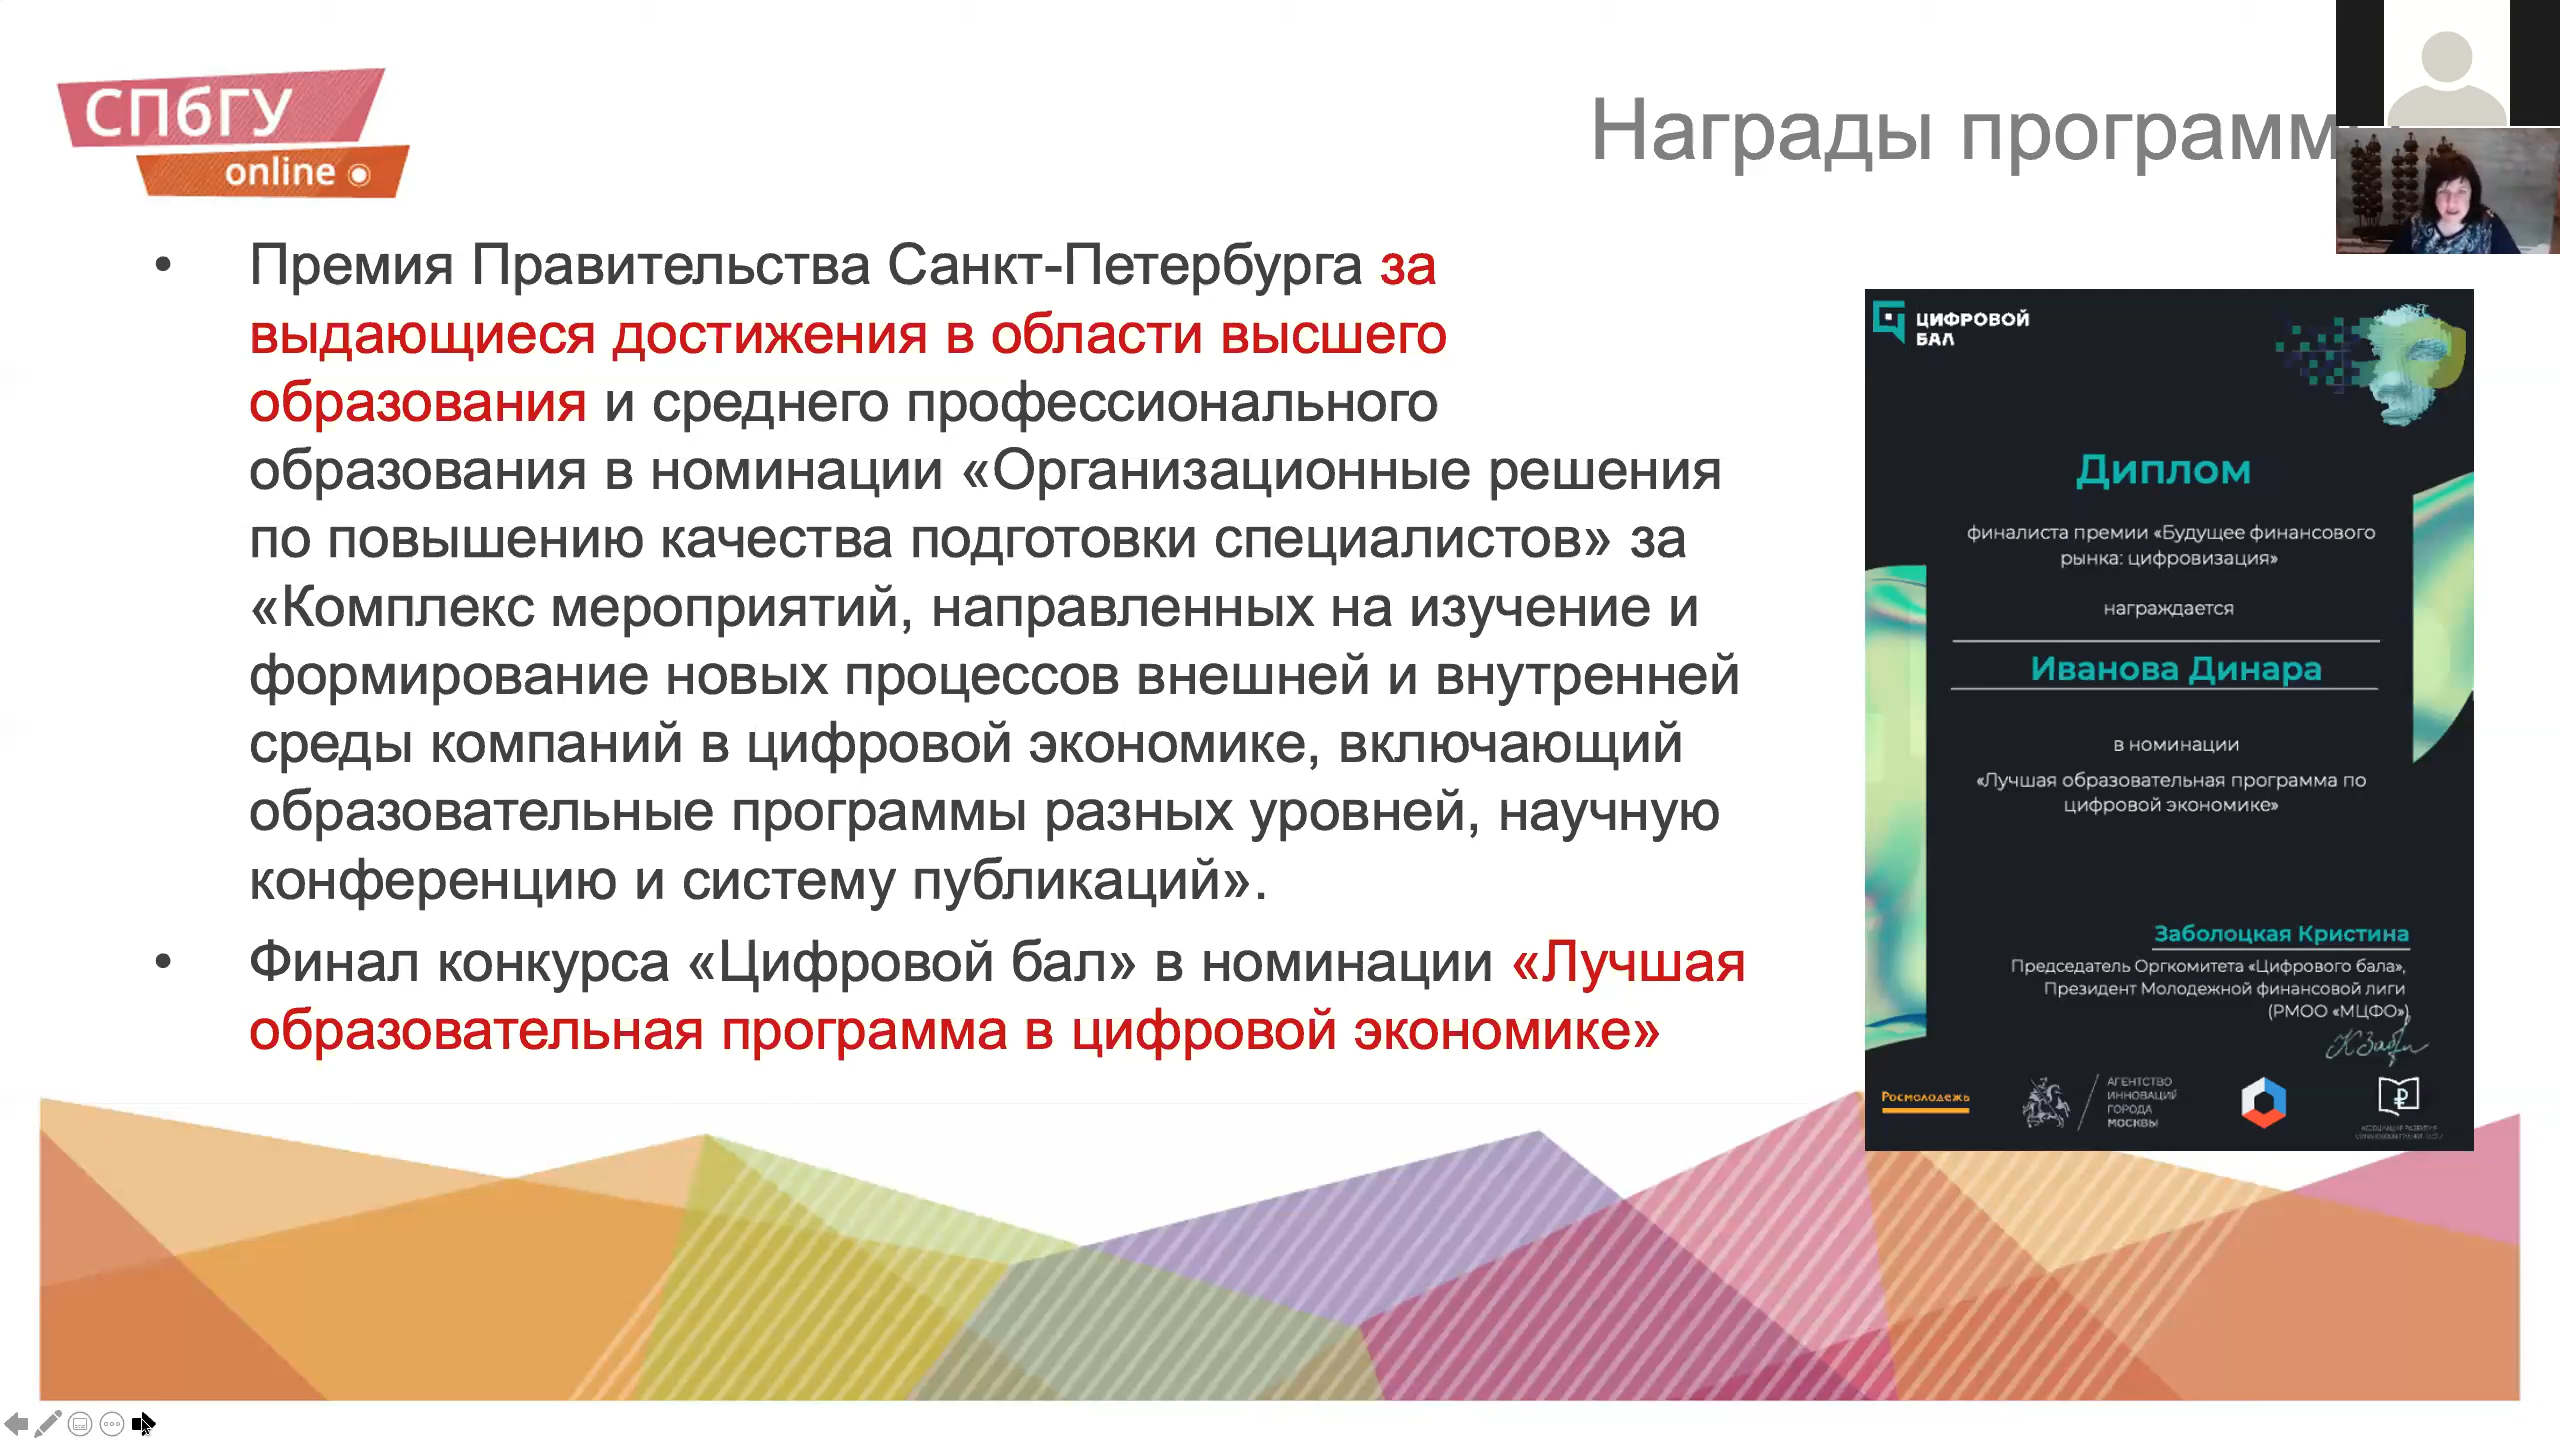 СПбГУ
online
Награды программ
• Премия Правительства Санкт-Петербурга за
выдающиеся достижения в области высшего
образования и среднего профессионального
образования в номинации «Организационные решения
по повышению качества подготовки специалистов» за
«Комплекс мероприятий, направленных на изучение и
формирование новых процессов внешней и внутренней
среды компаний в цифровой экономике, включающий
образовательные программы разных уровней, научную
конференцию и систему публикаций».
• Финал конкурса «Цифровой бал» в номинации «Лучшая
образовательная программа в цифровой экономике»
ЦИФРОВОЙ
БАЛ
Диплом
финалиста премии «Будущее финансового
рынка: цифровизация»
награждается
Иванова Динара
в номинации
«Лучшая образовательная программа по
цифровой экономике»
Заболоцкая Кристина
Председатель Оргкомитета «Цифрового бала»,
Президент Молодежной финансовой лиги
(РМОО «МЦФО»)
Росмолодежь
АГЕНТСТВО
ИННОВАЦИЙ
ГОРОДА
МОСКВЫ